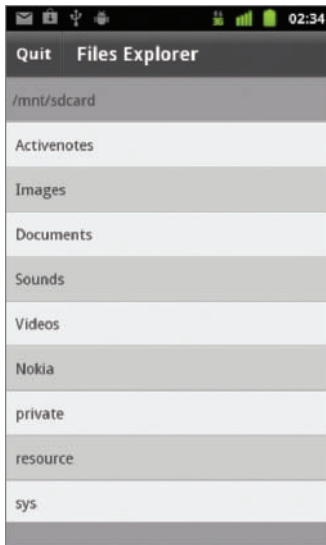 02:34
Quit Files Explorer
/mnt/sdcard
Activenotes
Images
Documents
Sounds
Videos
Nokia
private
resource
sys